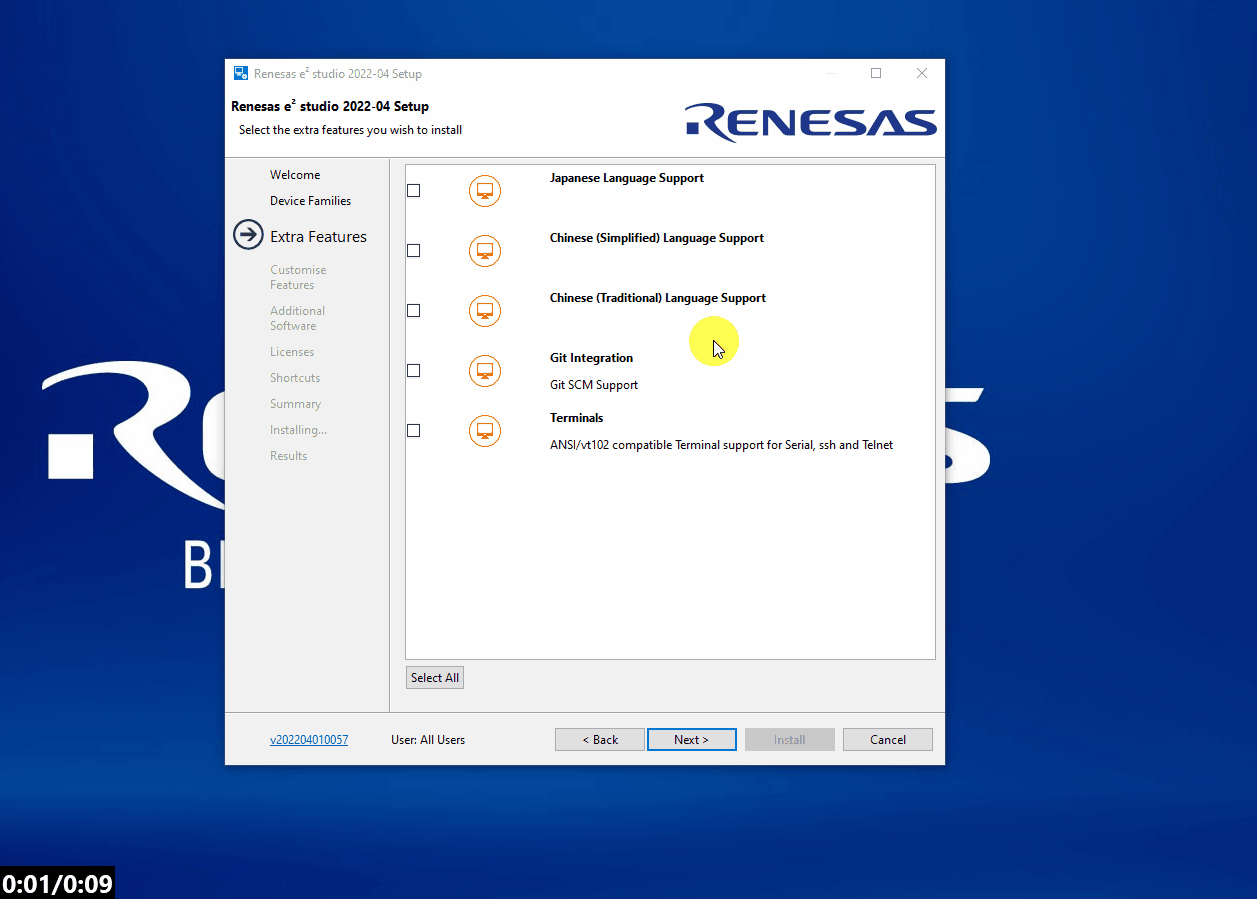 Renesas e² studio 2022-04 Setup
Renesas e² studio 2022-04 Setup
Select the extra features you wish to install
RENESAS
Welcome
Device Families
Extra Features
Customise
Features
Additional
Software
Licenses
Shortcuts
Summary
Installing...
Results
Japanese Language Support
Chinese (Simplified) Language Support
Chinese (Traditional) Language Support
Git Integration
Git SCM Support
Terminals
ANSI/vt102 compatible Terminal support for Serial, ssh and Telnet
Select All
v202204010057
User: All Users
< Back
Next >
Install
Cancel
0:01/0:09